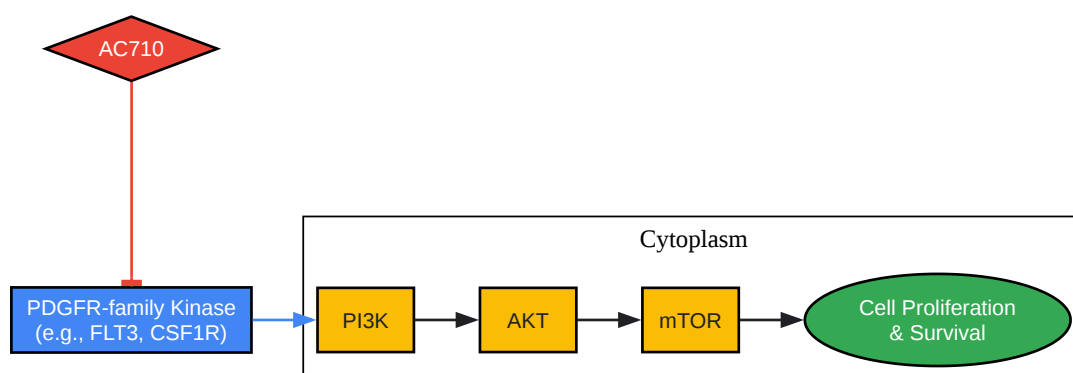 AC710
Cytoplasm
PDGFR-family Kinase
(e.g., FLT3, CSF1R)
PI3K
AKT
mTOR
Cell Proliferation
& Survival